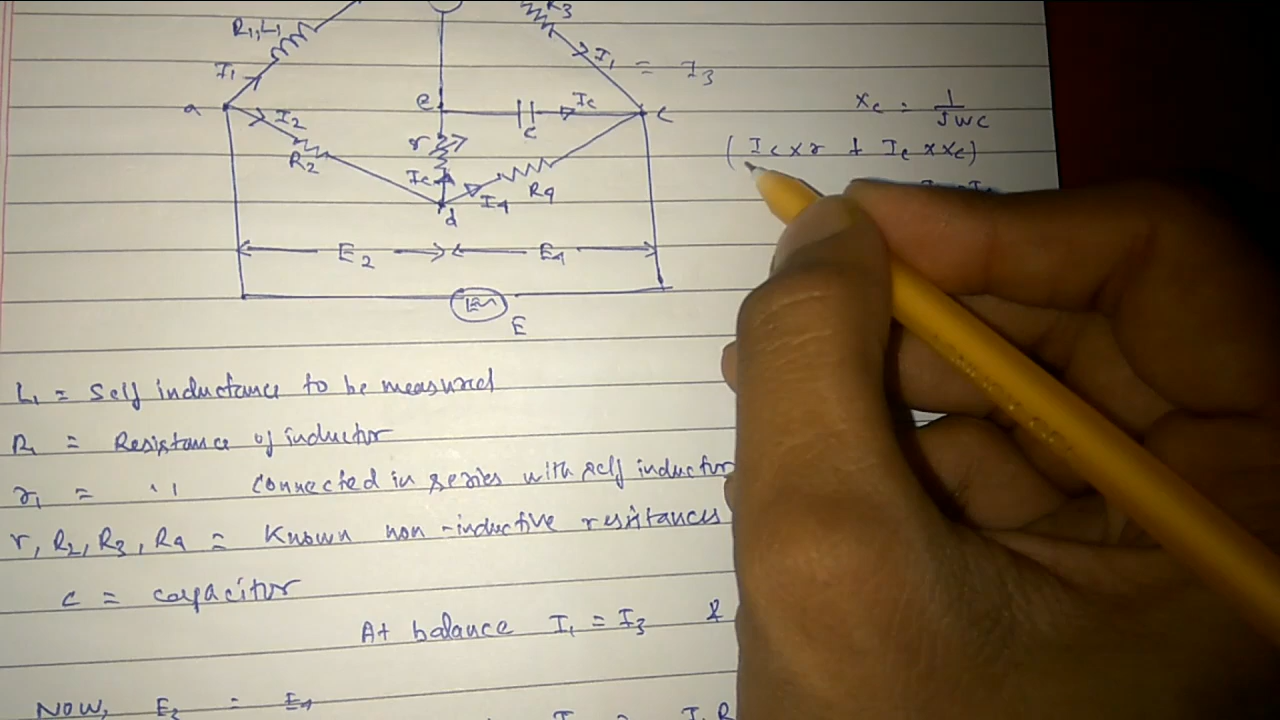 R1, L1
R3
I1 = I3
I1
a
I2
R2
e
Ic
c
C
r
Ic
I4
R4
d
xc = 1/JWC
( Ic x r + Ic x xc )
E2
E4
E
L1 = Self inductance to be measured
R1 = Resistance of inductor
r1 = '' connected in series with self inductor
r, R2, R3, R4 = Known non-inductive resistances
c = capacitor
At balance I1 = I3 &
Now, E2 = E4